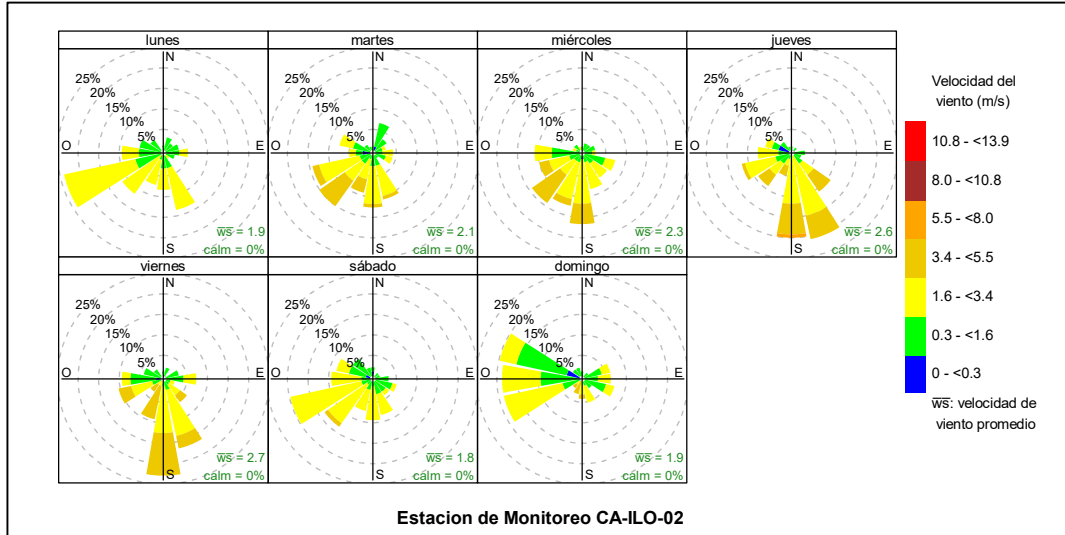 lunes
martes
miércoles
jueves
N
25%
20%
15%
10%
5%
O
E
S
ws = 1.9
calm = 0%
N
25%
20%
15%
10%
5%
O
E
S
ws = 2.1
calm = 0%
N
25%
20%
15%
10%
5%
O
E
S
ws = 2.3
calm = 0%
N
25%
20%
15%
10%
5%
O
E
S
ws = 2.6
calm = 0%
viernes
sábado
domingo
N
25%
20%
15%
10%
5%
O
E
S
ws = 2.7
calm = 0%
N
25%
20%
15%
10%
5%
O
E
S
ws = 1.8
calm = 0%
N
25%
20%
15%
10%
5%
O
E
S
ws = 1.9
calm = 0%
Velocidad del
viento (m/s)
10.8 - <13.9
8.0 - <10.8
5.5 - <8.0
3.4 - <5.5
1.6 - <3.4
0.3 - <1.6
0 - <0.3
ws: velocidad de
viento promedio
Estacion de Monitoreo CA-ILO-02